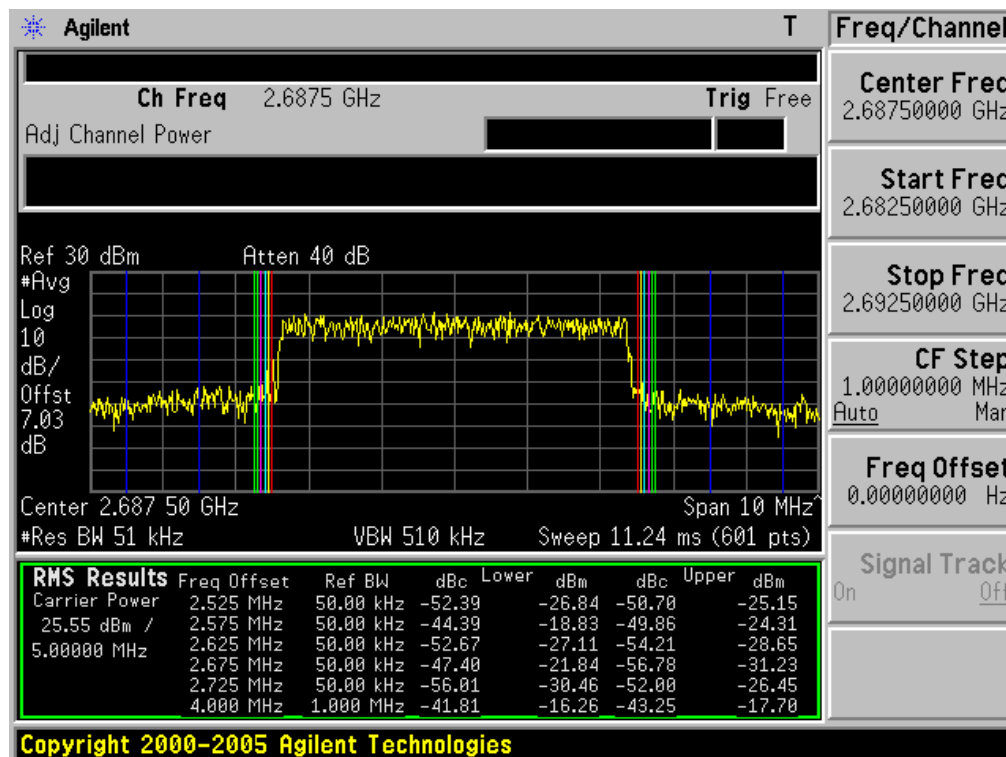 Agilent T Freq/Channel
Ch Freq 2.6875 GHz Trig Free
Adj Channel Power
Center Freq
2.68750000 GHz
Start Freq
2.68250000 GHz
Stop Freq
2.69250000 GHz
CF Step
1.00000000 MHz
Auto Man
Freq Offset
0.00000000 Hz
Signal Track
On Off
Ref 30 dBm Atten 40 dB
#Avg
Log
10
dB/
Offst
7.03
dB
Center 2.687 50 GHz Span 10 MHz^
#Res BW 51 kHz VBW 510 kHz Sweep 11.24 ms (601 pts)
RMS Results Freq Offset Ref BW dBc Lower dBm dBc Upper dBm
Carrier Power 2.525 MHz 50.00 kHz -52.39 -26.84 -50.70 -25.15
25.55 dBm / 2.575 MHz 50.00 kHz -44.39 -18.83 -49.86 -24.31
5.00000 MHz 2.625 MHz 50.00 kHz -52.67 -27.11 -54.21 -28.65
2.675 MHz 50.00 kHz -47.40 -21.84 -56.78 -31.23
2.725 MHz 50.00 kHz -56.01 -30.46 -52.00 -26.45
4.000 MHz 1.000 MHz -41.81 -16.26 -43.25 -17.70
Copyright 2000-2005 Agilent Technologies